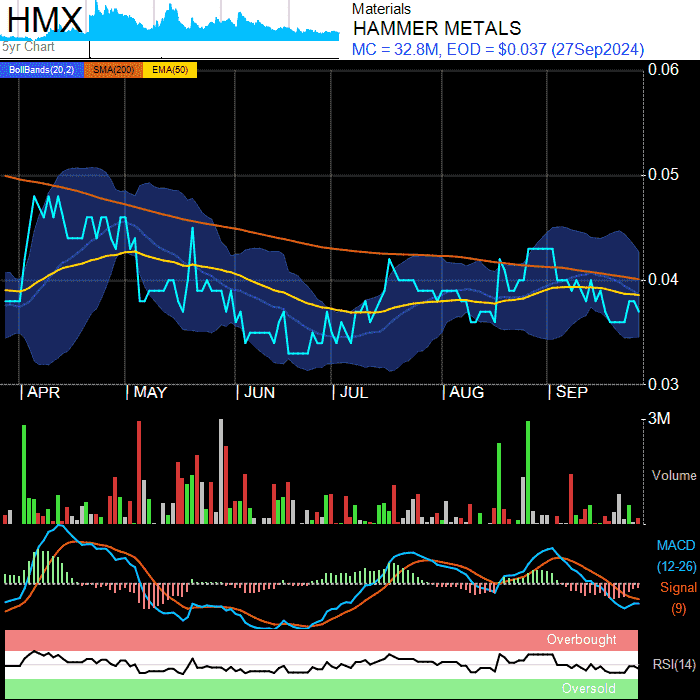 HMX
5yr Chart
Materials
HAMMER METALS
MC = 32.8M, EOD = $0.037 (27Sep2024)
BollBands(20,2) SMA(200) EMA(50)
0.06
0.05
0.04
0.03
APR MAY JUN JUL AUG SEP
3M
Volume
MACD
(12-26)
Signal
(9)
Overbought
RSI(14)
Oversold